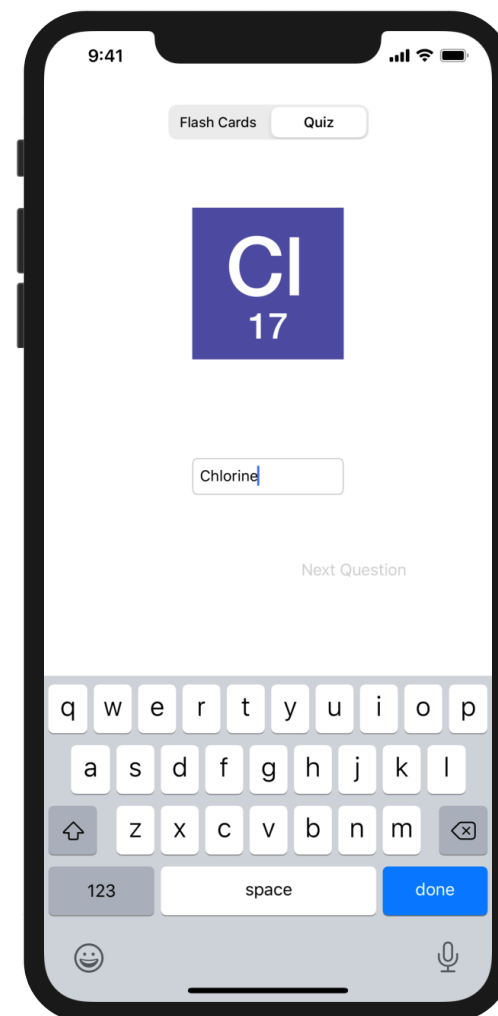 9:41
Flash Cards Quiz
Cl
17
Chlorine
Next Question
q w e r t y u i o p
a s d f g h j k l
z x c v b n m
123 space done